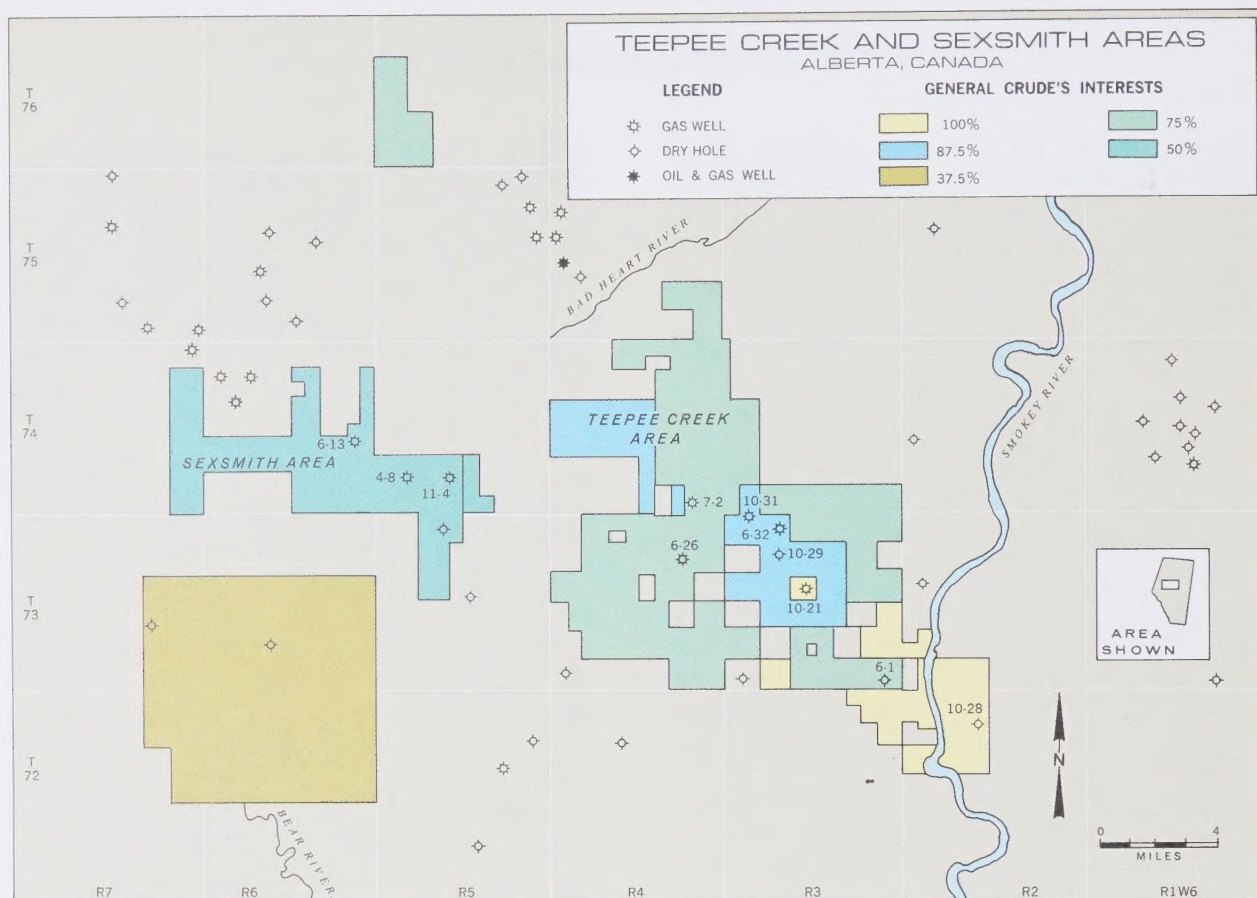 TEEPEE CREEK AND SEXSMITH AREAS
ALBERTA, CANADA
LEGEND
GAS WELL
DRY HOLE
OIL & GAS WELL
GENERAL CRUDE'S INTERESTS
100%
87.5%
37.5%
75%
50%
T
76
T
75
BAD HEART RIVER
SMOKEY RIVER
T
74
TEEPEE CREEK
AREA
6-13
SEXSMITH AREA
4-8
11-4
7-2
10-31
6-32
6-26
10-29
10-21
T
73
AREA
SHOWN
6-1
10-28
N
T
72
BEAR RIVER
0 4
MILES
R7 R6 R5 R4 R3 R2 R1W6